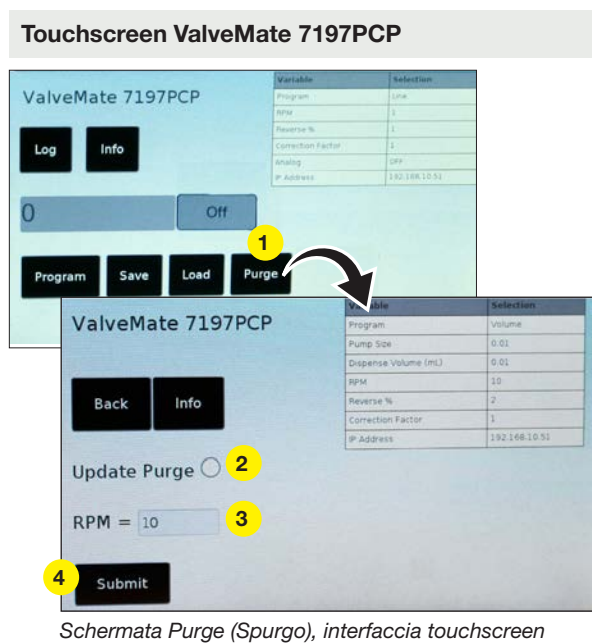 Touchscreen ValveMate 7197PCP
ValveMate 7197PCP
Variable Selection
Program Line
RPM 1
Reverse % 1
Correction Factor 1
Analog OFF
IP Address 192.168.10.51
Log Info
0 Off
1
Program Save Load Purge
ValveMate 7197PCP
Variable Selection
Program Volume
Pump Size 0.01
Dispense Volume (mL) 0.01
RPM 10
Reverse % 2
Correction Factor 1
IP Address 192.168.10.51
Back Info
Update Purge 2
RPM = 10 3
4 Submit
Schermata Purge (Spurgo), interfaccia touchscreen